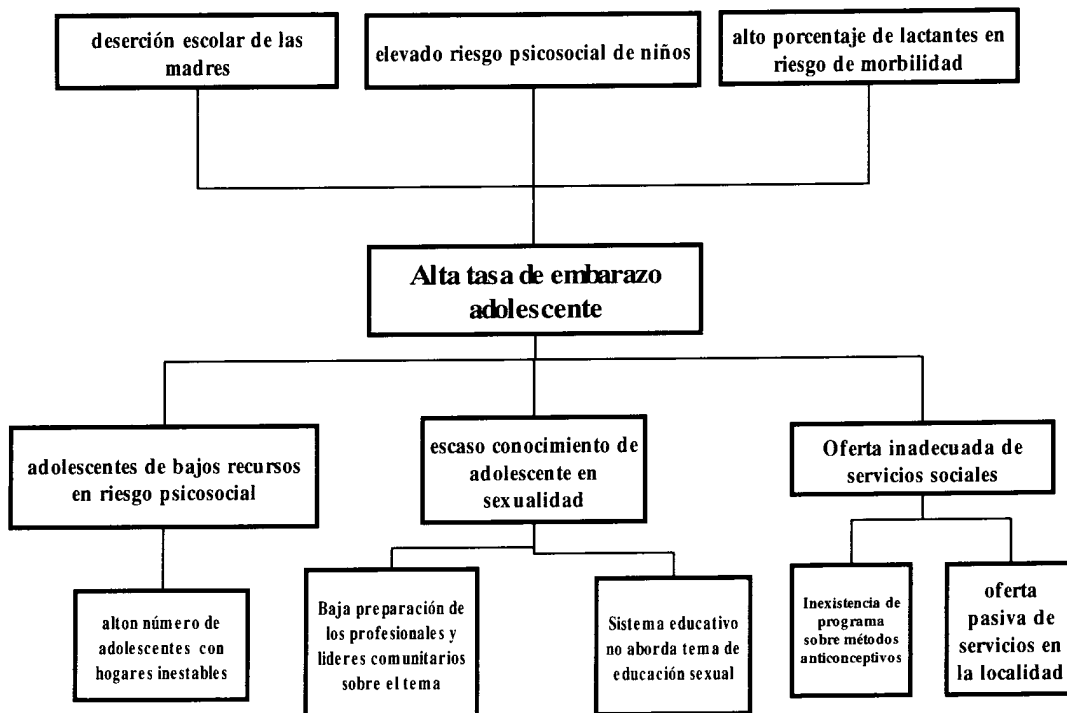 deserción escolar de las
madres
elevado riesgo psicosocial de niños
alto porcentaje de lactantes en
riesgo de morbilidad
Alta tasa de embarazo
adolescente
adolescentes de bajos recursos
en riesgo psicosocial
escaso conocimiento de
adolescente en
sexualidad
Oferta inadecuada de
servicios sociales
alton número de
adolescentes con
hogares inestables
Baja preparación de
los profesionales y
lideres comunitarios
sobre el tema
Sistema educativo
no aborda tema de
educación sexual
Inexistencia de
programa
sobre métodos
anticonceptivos
oferta
pasiva de
servicios en
la localidad